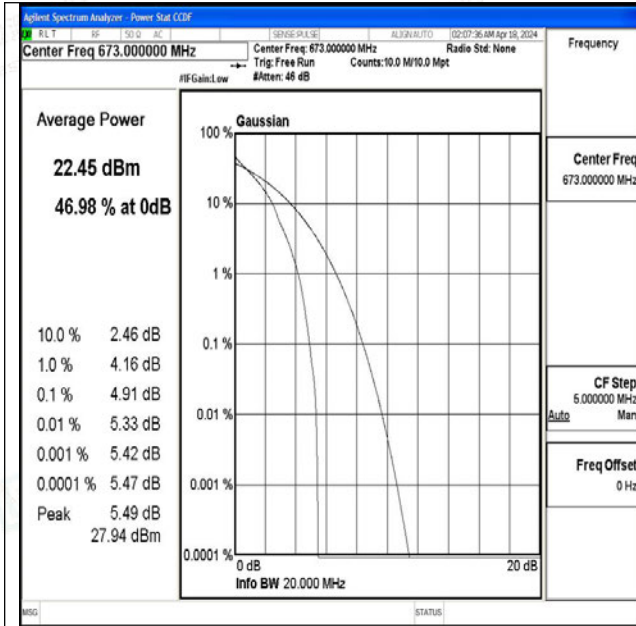 Agilent Spectrum Analyzer - Power Stat CCDF
RLT RF 50 Ω AC SENSE:PULSE ALIGNAUTO 02:07:36 AM Apr 18, 2024
Center Freq 673.000000 MHz
Center Freq: 673.000000 MHz Radio Std: None
Trig: Free Run Counts:10.0 M/10.0 Mpt
#IFGain:Low #Atten: 46 dB
Average Power
22.45 dBm
46.98 % at 0dB
10.0 % 2.46 dB
1.0 % 4.16 dB
0.1 % 4.91 dB
0.01 % 5.33 dB
0.001 % 5.42 dB
0.0001 % 5.47 dB
Peak 5.49 dB
27.94 dBm
Gaussian
100 %
10 %
1 %
0.1 %
0.01 %
0.001 %
0.0001 %
0 dB 20 dB
Info BW 20.000 MHz
Frequency
Center Freq
673.000000 MHz
CF Step
5.000000 MHz
Auto Man
Freq Offset
0 Hz
MSG STATUS